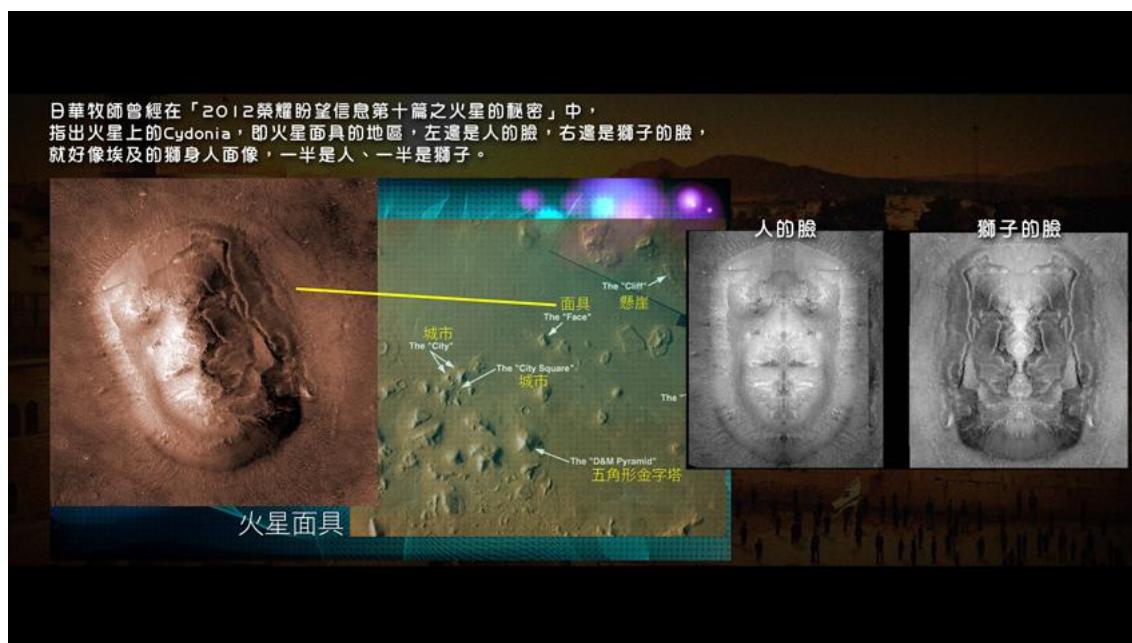 日華牧師曾經在「2012榮耀盼望信息第十篇之火星的秘密」中，
指出火星上的Cydonia，即火星面具的地區，左邊是人的臉，右邊是獅子的臉，
就好像埃及的獅身人面像，一半是人、一半是獅子。
人的臉
獅子的臉
The "Cliff"
面具
懸崖
The "Face"
城市
The "City"
The "City Square"
城市
The "
The "D&M Pyramid"
五角形金字塔
火星面具